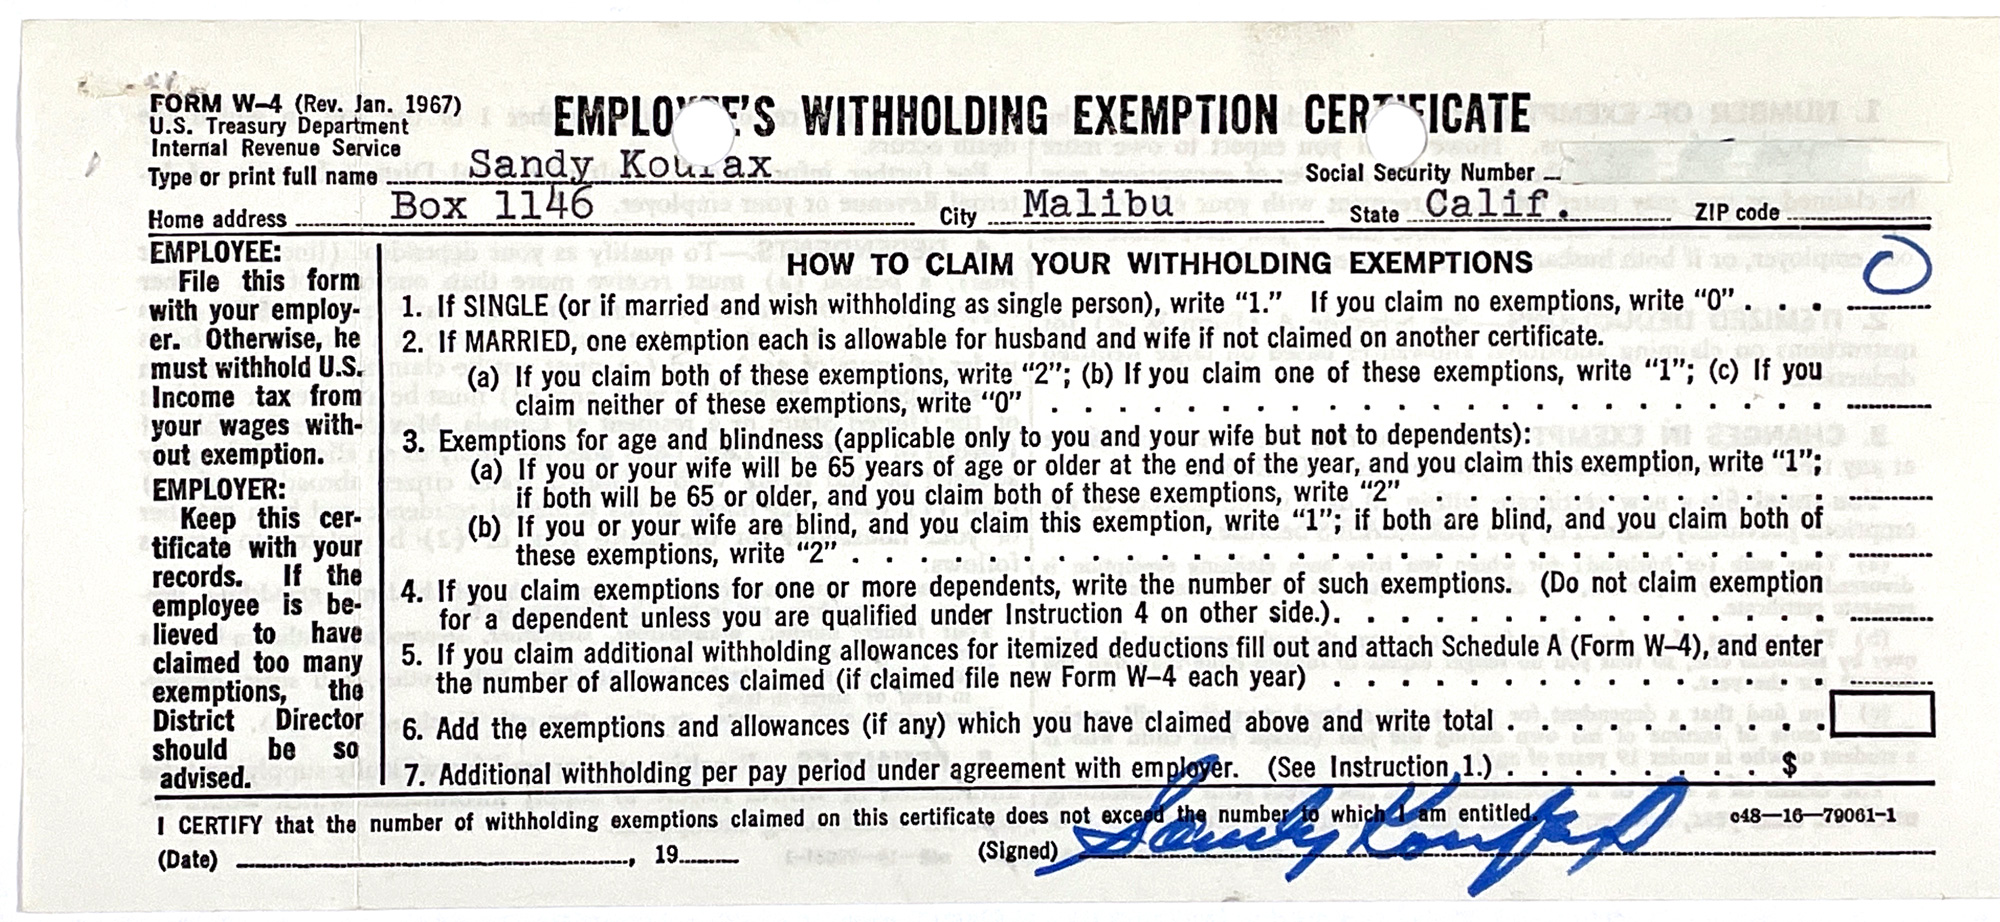 FORM W-4 (Rev. Jan. 1967)
U.S. Treasury Department
Internal Revenue Service
EMPLOYEE'S WITHHOLDING EXEMPTION CERTIFICATE
Type or print full name Sandy Koufax Social Security Number
Home address Box 1146 City Malibu State Calif. ZIP code
EMPLOYEE:
File this form
with your employ-
er. Otherwise, he
must withhold U.S.
Income tax from
your wages with-
out exemption.
EMPLOYER:
Keep this cer-
tificate with your
records. If the
employee is be-
lieved to have
claimed too many
exemptions, the
District Director
should be so
advised.
HOW TO CLAIM YOUR WITHHOLDING EXEMPTIONS
1. If SINGLE (or if married and wish withholding as single person), write "1." If you claim no exemptions, write "0" . . . 0
2. If MARRIED, one exemption each is allowable for husband and wife if not claimed on another certificate.
(a) If you claim both of these exemptions, write "2"; (b) If you claim one of these exemptions, write "1"; (c) If you
claim neither of these exemptions, write "0"
3. Exemptions for age and blindness (applicable only to you and your wife but not to dependents):
(a) If you or your wife will be 65 years of age or older at the end of the year, and you claim this exemption, write "1";
if both will be 65 or older, and you claim both of these exemptions, write "2"
(b) If you or your wife are blind, and you claim this exemption, write "1"; if both are blind, and you claim both of
these exemptions, write "2"
4. If you claim exemptions for one or more dependents, write the number of such exemptions. (Do not claim exemption
for a dependent unless you are qualified under Instruction 4 on other side.)
5. If you claim additional withholding allowances for itemized deductions fill out and attach Schedule A (Form W-4), and enter
the number of allowances claimed (if claimed file new Form W-4 each year)
6. Add the exemptions and allowances (if any) which you have claimed above and write total
7. Additional withholding per pay period under agreement with employer. (See Instruction 1.) $
I CERTIFY that the number of withholding exemptions claimed on this certificate does not exceed the number to which I am entitled. c48-16-79061-1
(Date) , 19 (Signed) Sandy Koufax